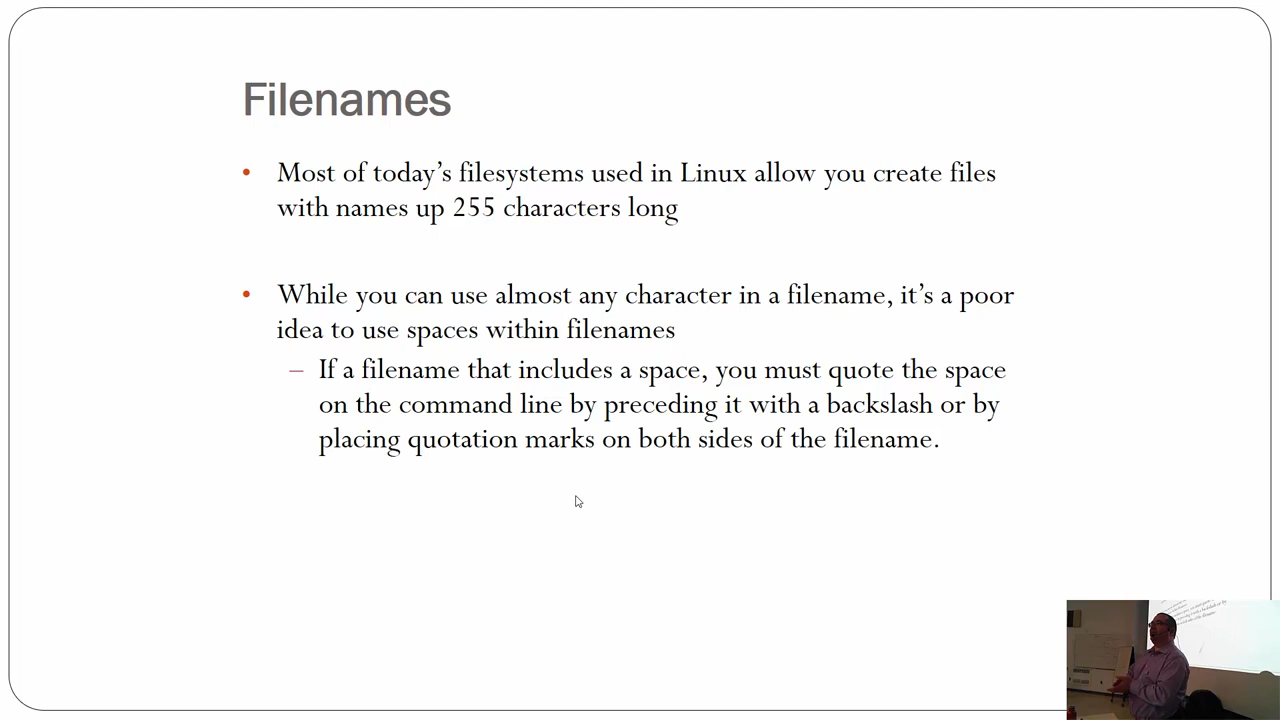 Filenames
• Most of today's filesystems used in Linux allow you create files
with names up 255 characters long
• While you can use almost any character in a filename, it's a poor
idea to use spaces within filenames
– If a filename that includes a space, you must quote the space
on the command line by preceding it with a backslash or by
placing quotation marks on both sides of the filename.